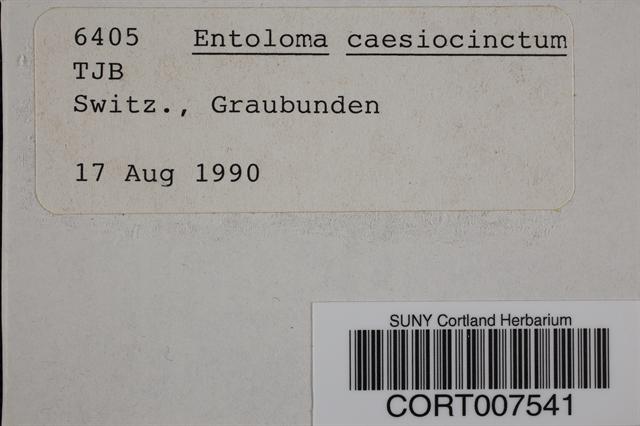 6405 Entoloma caesiocinctum
TJB
Switz., Graubunden
17 Aug 1990
SUNY Cortland Herbarium
CORT007541